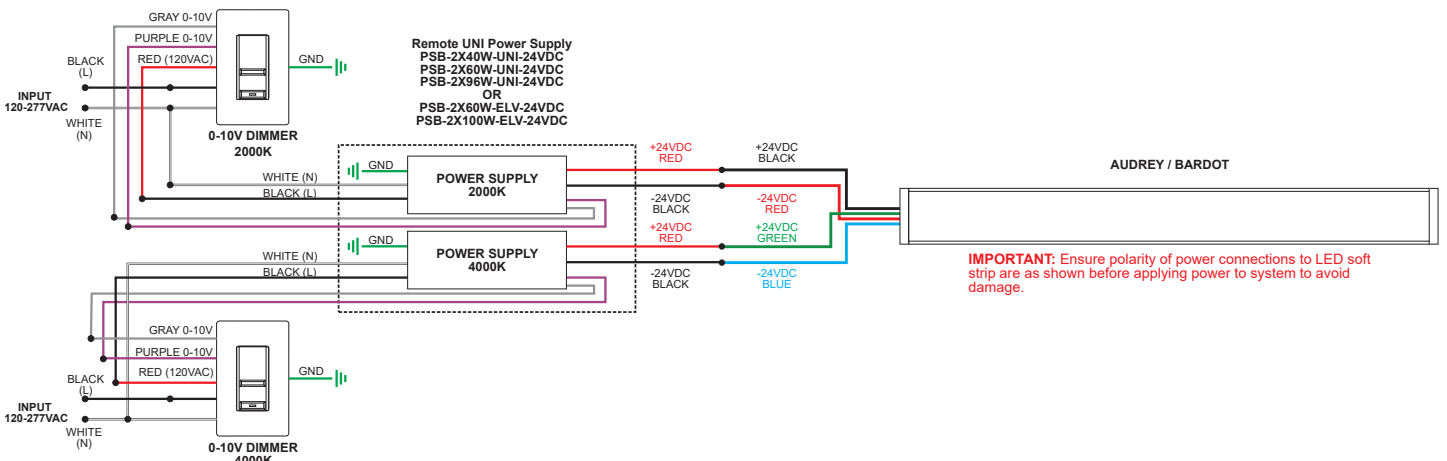 GRAY 0-10V
PURPLE 0-10V
RED (120VAC)
BLACK
(L)
INPUT
120-277VAC
WHITE
(N)
GND
0-10V DIMMER
2000K
Remote UNI Power Supply
PSB-2X40W-UNI-24VDC
PSB-2X60W-UNI-24VDC
PSB-2X96W-UNI-24VDC
OR
PSB-2X60W-ELV-24VDC
PSB-2X100W-ELV-24VDC
WHITE (N)
BLACK (L)
GND
POWER SUPPLY
2000K
+24VDC
RED
+24VDC
BLACK
-24VDC
BLACK
-24VDC
RED
WHITE (N)
BLACK (L)
GND
POWER SUPPLY
4000K
+24VDC
RED
+24VDC
GREEN
-24VDC
BLACK
-24VDC
BLUE
AUDREY / BARDOT
IMPORTANT: Ensure polarity of power connections to LED soft
strip are as shown before applying power to system to avoid
damage.
GRAY 0-10V
PURPLE 0-10V
RED (120VAC)
BLACK
(L)
INPUT
120-277VAC
WHITE
(N)
GND
0-10V DIMMER
4000K